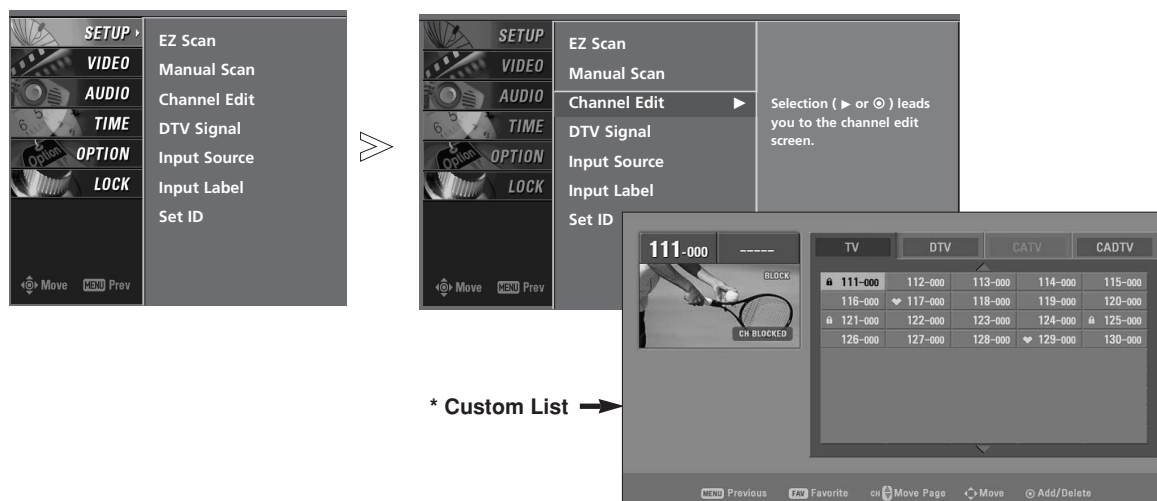 SETUP
VIDEO
AUDIO
TIME
OPTION
LOCK
EZ Scan
Manual Scan
Channel Edit
DTV Signal
Input Source
Input Label
Set ID
Move MENU Prev
SETUP
VIDEO
AUDIO
TIME
OPTION
LOCK
EZ Scan
Manual Scan
Channel Edit ►
DTV Signal
Input Source
Input Label
Set ID
Move MENU Prev
Selection ( ► or ⊙ ) leads
you to the channel edit
screen.
* Custom List
111-000 -----
BLOCK
CH BLOCKED
TV DTV CATV CADTV
111-000 112-000 113-000 114-000 115-000
116-000 117-000 118-000 119-000 120-000
121-000 122-000 123-000 124-000 125-000
126-000 127-000 128-000 129-000 130-000
MENU Previous FAV Favorite CH Move Page Move ⊙ Add/Delete